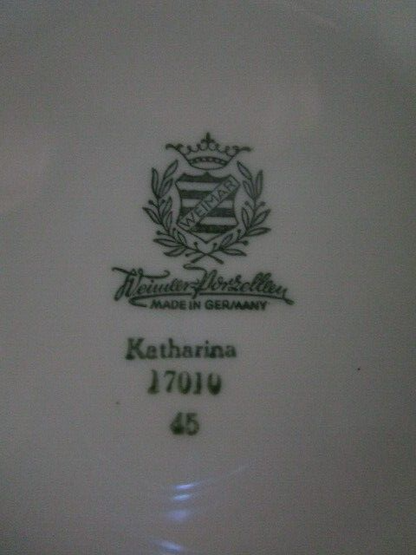 WEIMAR
Weimar Porzellan
MADE IN GERMANY
Katharina
17010
45